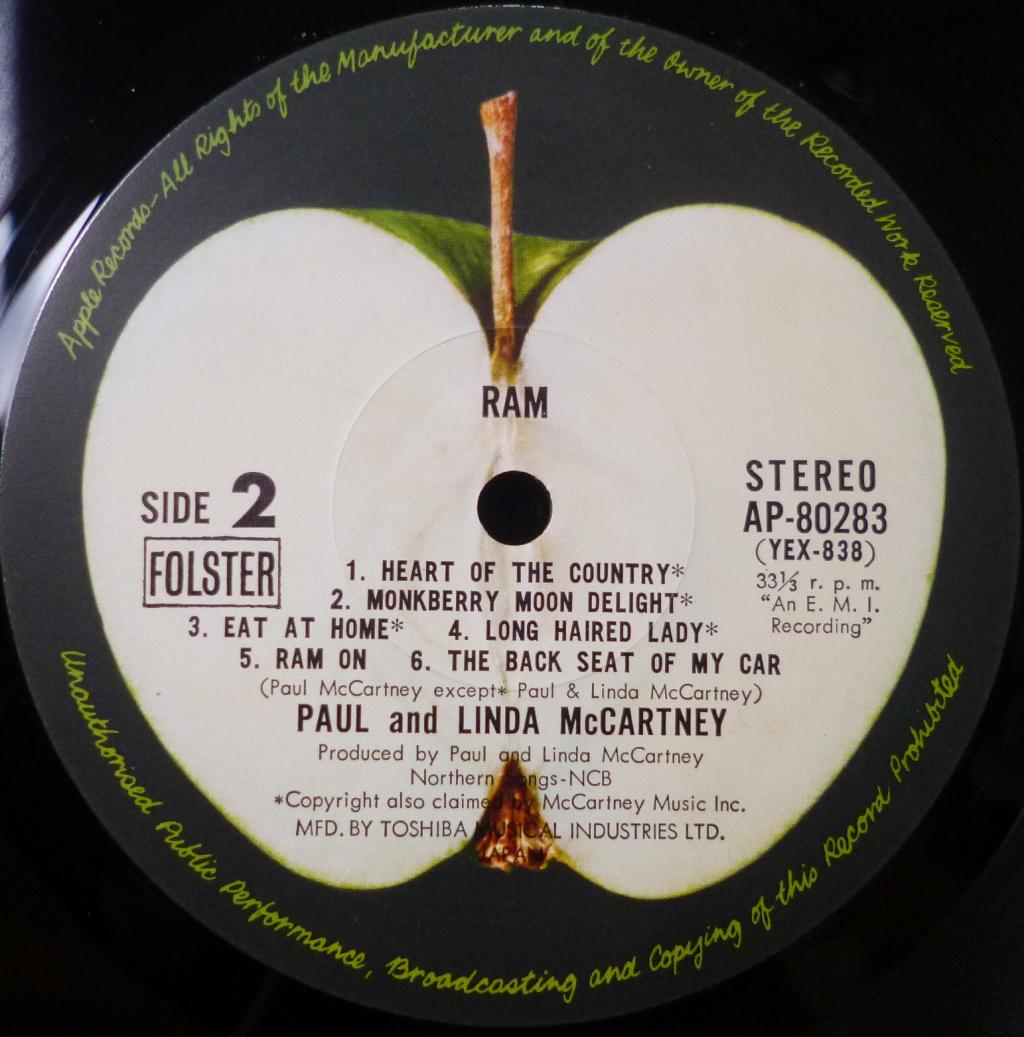 Apple Records—All Rights of the Manufacturer and of the Owner of the Recorded Work Reserved
RAM
SIDE 2
FOLSTER
STEREO
AP-80283
(YEX-838)
33⅓ r. p. m.
“An E. M. I.
Recording”
1. HEART OF THE COUNTRY*
2. MONKBERRY MOON DELIGHT*
3. EAT AT HOME* 4. LONG HAIRED LADY*
5. RAM ON 6. THE BACK SEAT OF MY CAR
(Paul McCartney except* Paul & Linda McCartney)
PAUL and LINDA McCARTNEY
Produced by Paul and Linda McCartney
Northern Songs-NCB
*Copyright also claimed by McCartney Music Inc.
MFD. BY TOSHIBA MUSICAL INDUSTRIES LTD.
JAPAN
Unauthorised Public Performance, Broadcasting and Copying of this Record Prohibited